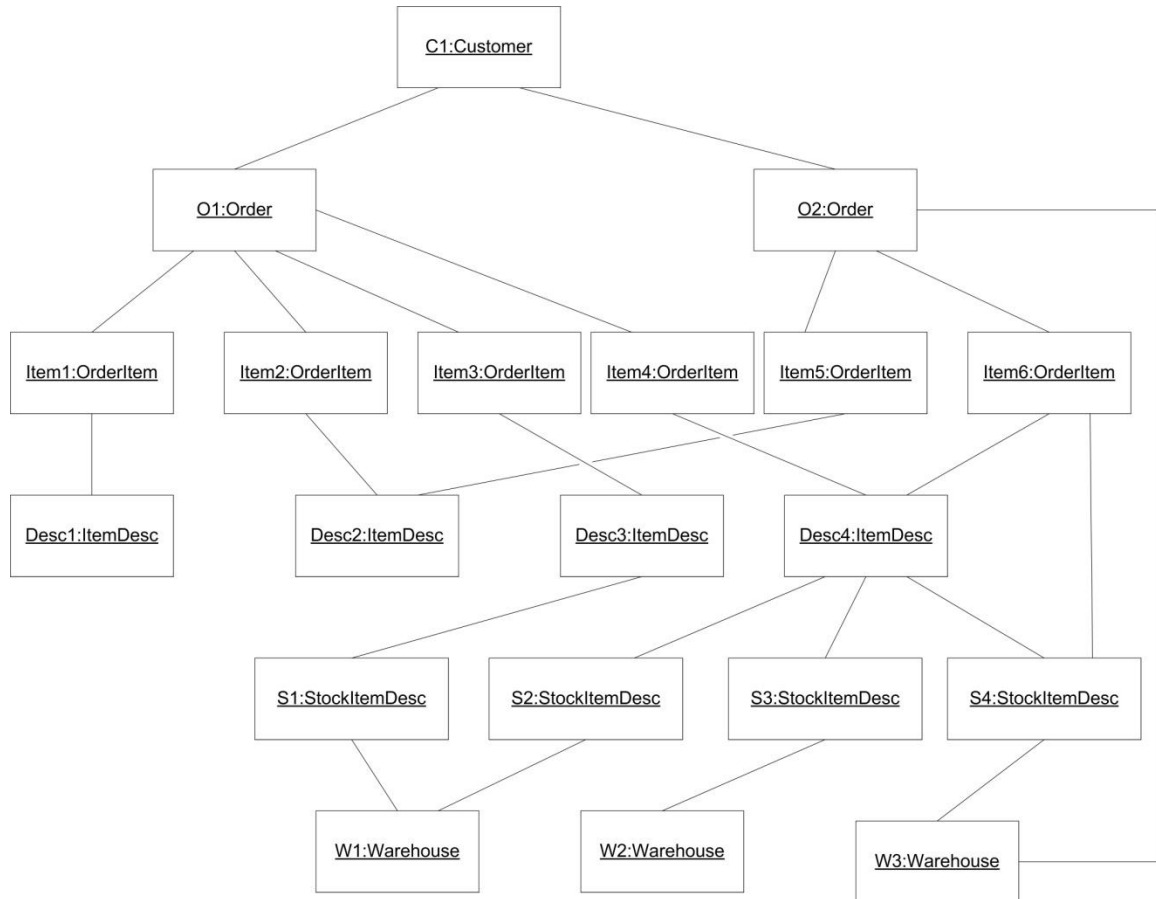 C1:Customer
O1:Order
O2:Order
Item1:OrderItem
Item2:OrderItem
Item3:OrderItem
Item4:OrderItem
Item5:OrderItem
Item6:OrderItem
Desc1:ItemDesc
Desc2:ItemDesc
Desc3:ItemDesc
Desc4:ItemDesc
S1:StockItemDesc
S2:StockItemDesc
S3:StockItemDesc
S4:StockItemDesc
W1:Warehouse
W2:Warehouse
W3:Warehouse